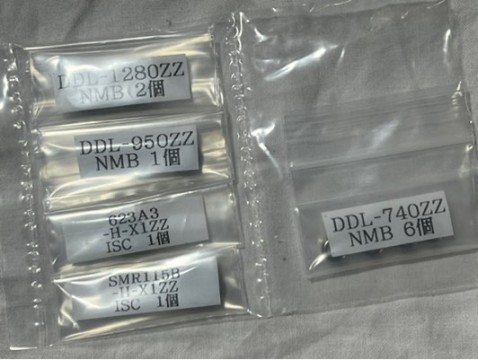 DDL-1280ZZ
NMB 2個
DDL-950ZZ
NMB 1個
623A3
-H-X1ZZ
ISC 1個
SMR115B
-H-X1ZZ
ISC 1個
DDL-740ZZ
NMB 6個